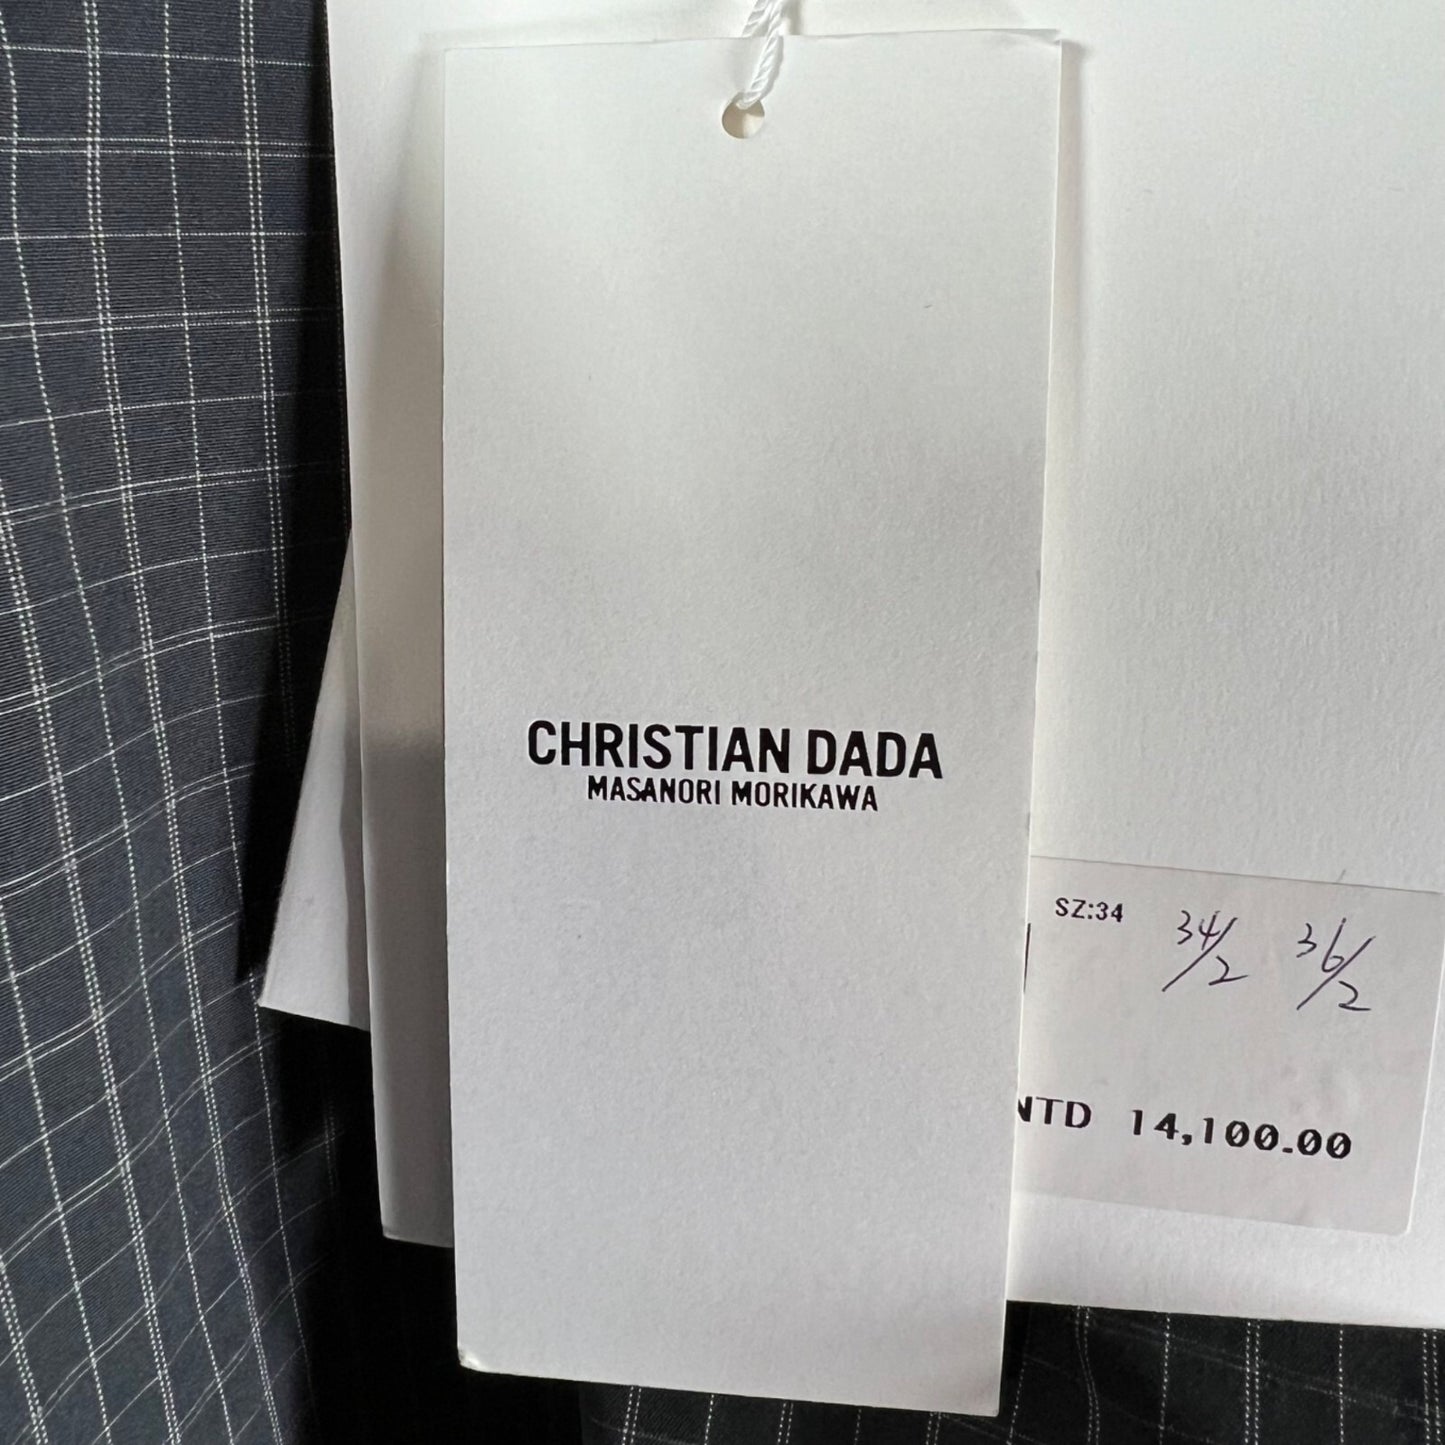 CHRISTIAN DADA
MASANORI MORIKAWA
SZ:34 34/2 36/2
NTD 14,100.00